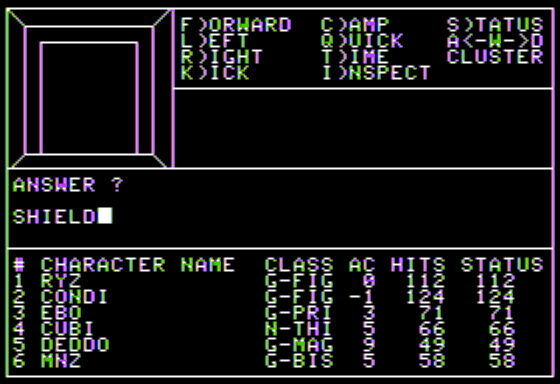 F)ORWARD C)AMP S)TATUS
L)EFT Q)UICK A<-W->D
R)IGHT T)IME CLUSTER
K)ICK I)NSPECT
ANSWER ?
SHIELD
# CHARACTER NAME CLASS AC HITS STATUS
1 RYZ G-FIG 0 112 112
2 CONDI G-FIG -1 124 124
3 EBO G-PRI 3 71 71
4 CUBI N-THI 5 66 66
5 DEDDO G-MAG 9 49 49
6 MNZ G-BIS 5 58 58